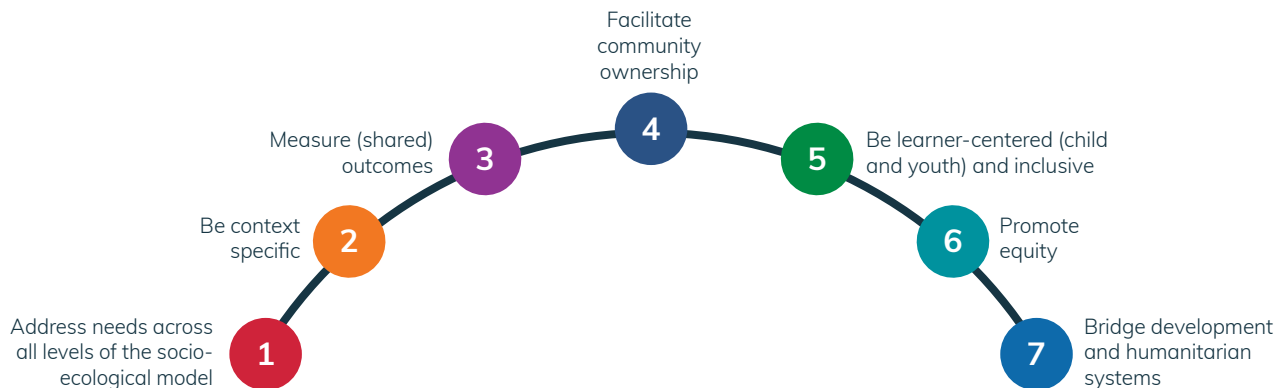 1
Address needs across
all levels of the socio-
ecological model
2
Be context
specific
3
Measure (shared)
outcomes
4
Facilitate
community
ownership
5
Be learner-centered (child
and youth) and inclusive
6
Promote
equity
7
Bridge development
and humanitarian
systems